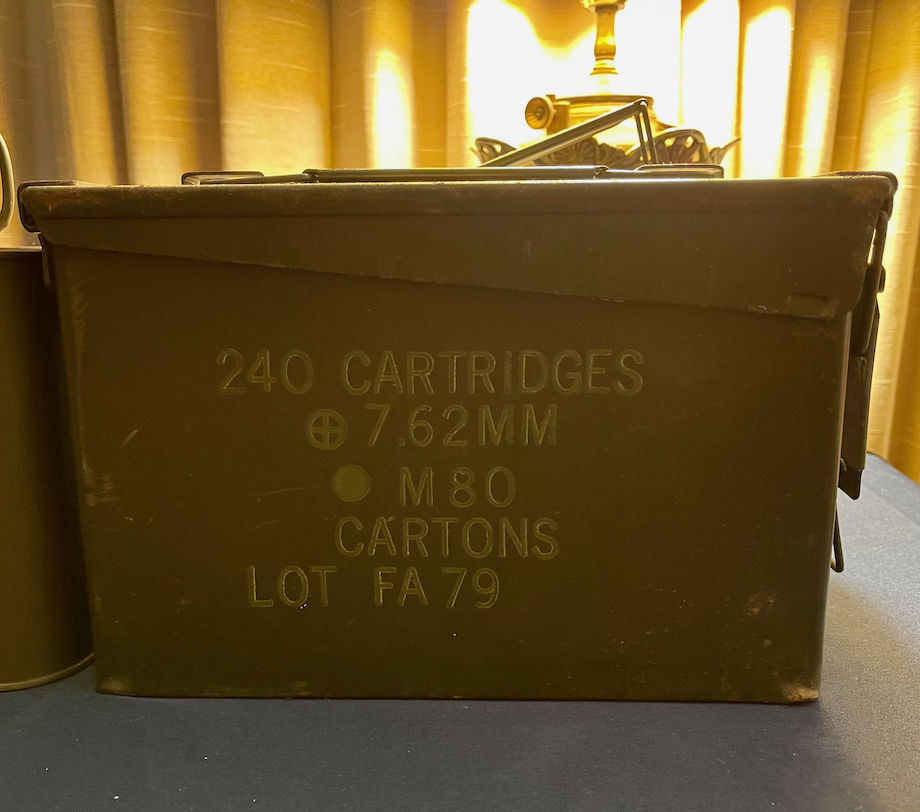 240 CARTRIDGES
⊕ 7.62MM
● M80
CARTONS
LOT FA79